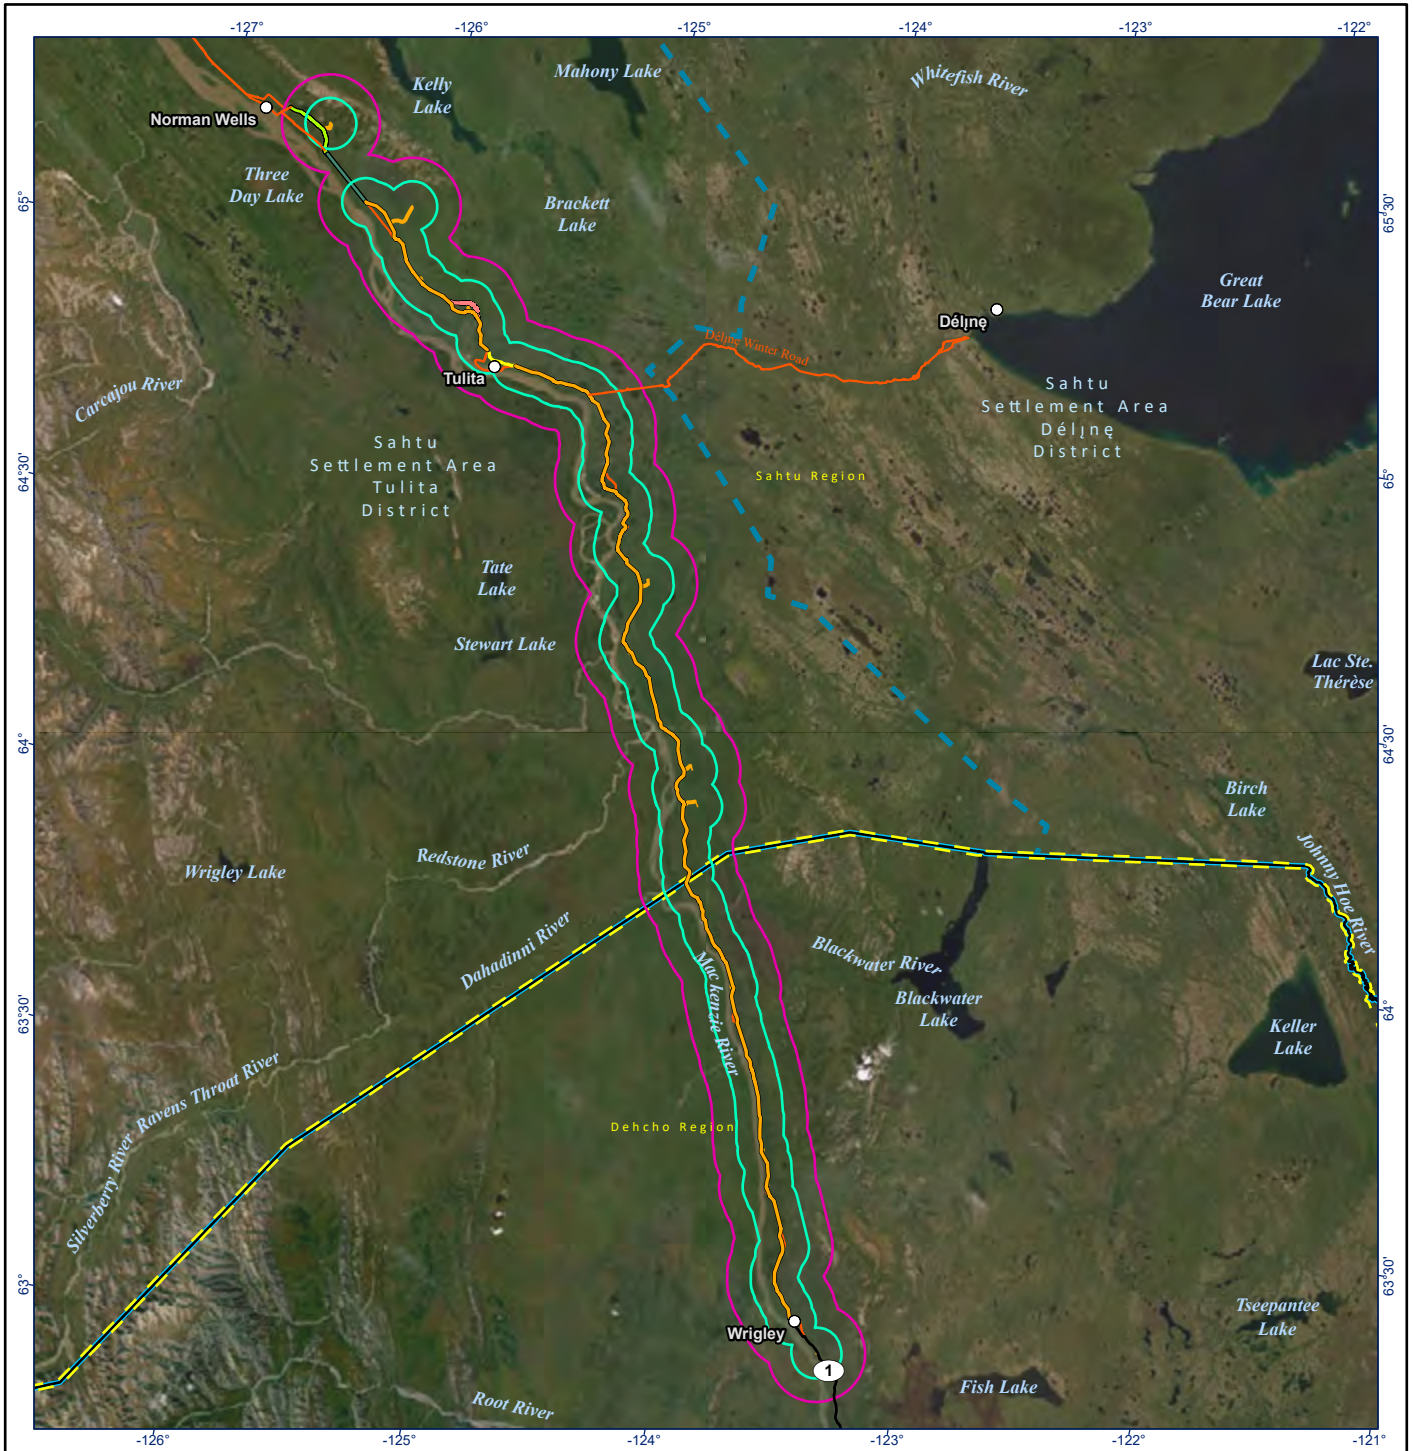 -127°
-126°
-125°
-124°
-123°
-122°
Kelly
Lake
Mahony Lake
Whitefish River
Norman Wells
Three
Day Lake
Brackett
Lake
65°
65°30'
Great
Bear Lake
Délı̨nę
Délı̨nę Winter Road
Tulita
Carcajou River
Sahtu
Settlement Area
Délı̨nę
District
Sahtu
Settlement Area
Tulita
District
64°30'
Sahtu Region
65°
Tate
Lake
Stewart Lake
Lac Ste.
Thérèse
64°
64°30'
Birch
Lake
Redstone River
Wrigley Lake
Johnny Hoe River
Dahadinni River
Blackwater River
Mackenzie River
Blackwater
Lake
63°30'
64°
Keller
Lake
Ravens Throat River
Silverberry River
Dehcho Region
63°
63°30'
Tseepantee
Lake
Wrigley
1
Fish Lake
Root River
-126°
-125°
-124°
-123°
-122°
-121°